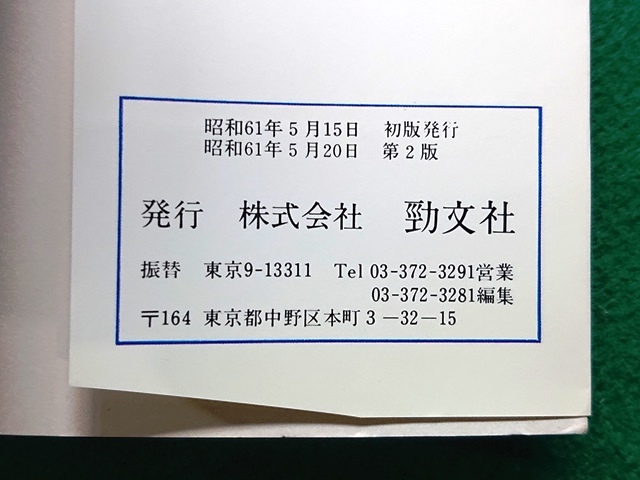 昭和61年5月15日 初版発行
昭和61年5月20日 第2版
発行 株式会社 勁文社
振替 東京9-13311 Tel 03-372-3291営業
03-372-3281編集
〒164 東京都中野区本町3-32-15